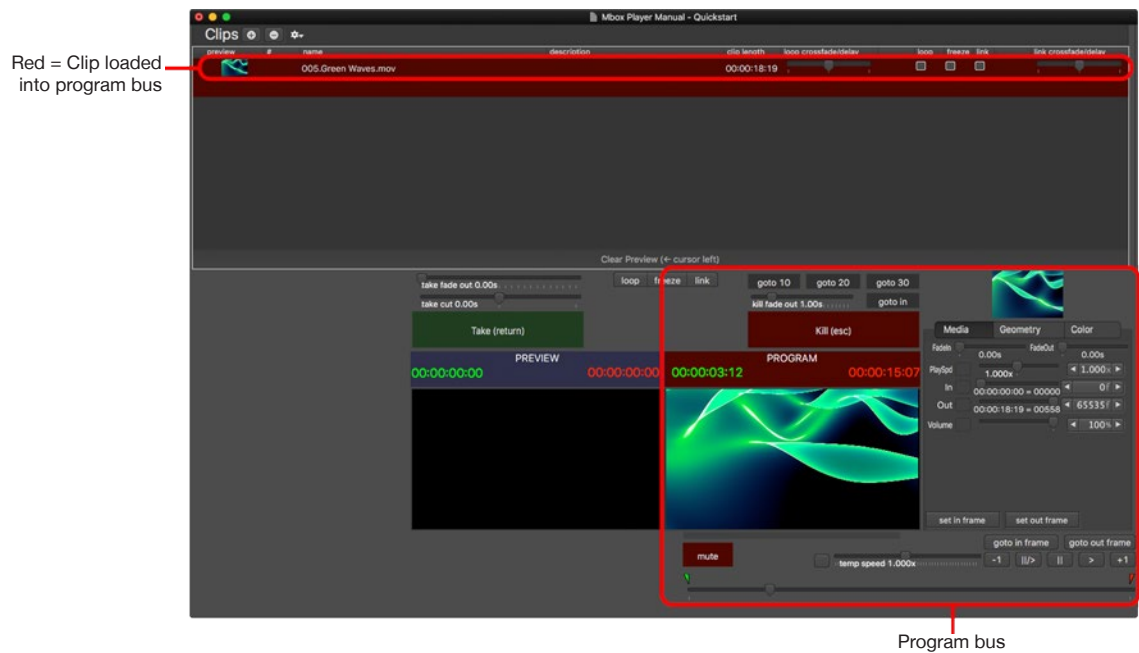 Mbox Player Manual - Quickstart
Clips
preview # name description clip length loop crossfade/delay loop freeze link link crossfade/delay
Red = Clip loaded
into program bus
005.Green Waves.mov 00:00:18:19
Clear Preview (← cursor left)
take fade out 0.00s loop freeze link goto 10 goto 20 goto 30
take cut 0.00s kill fade out 1.00s goto in
Take (return) Kill (esc) Media Geometry Color
FadeIn 0.00s FadeOut 0.00s
PREVIEW PROGRAM
00:00:00:00 00:00:00:00 00:00:03:12 00:00:15:07
PlaySpd 1.000x 1.000x
In 00:00:00:00 = 00000 0f
Out 00:00:18:19 = 00558 65535f
Volume 100%
set in frame set out frame
goto in frame goto out frame
mute temp speed 1.000x -1 ||/> || > +1
Program bus